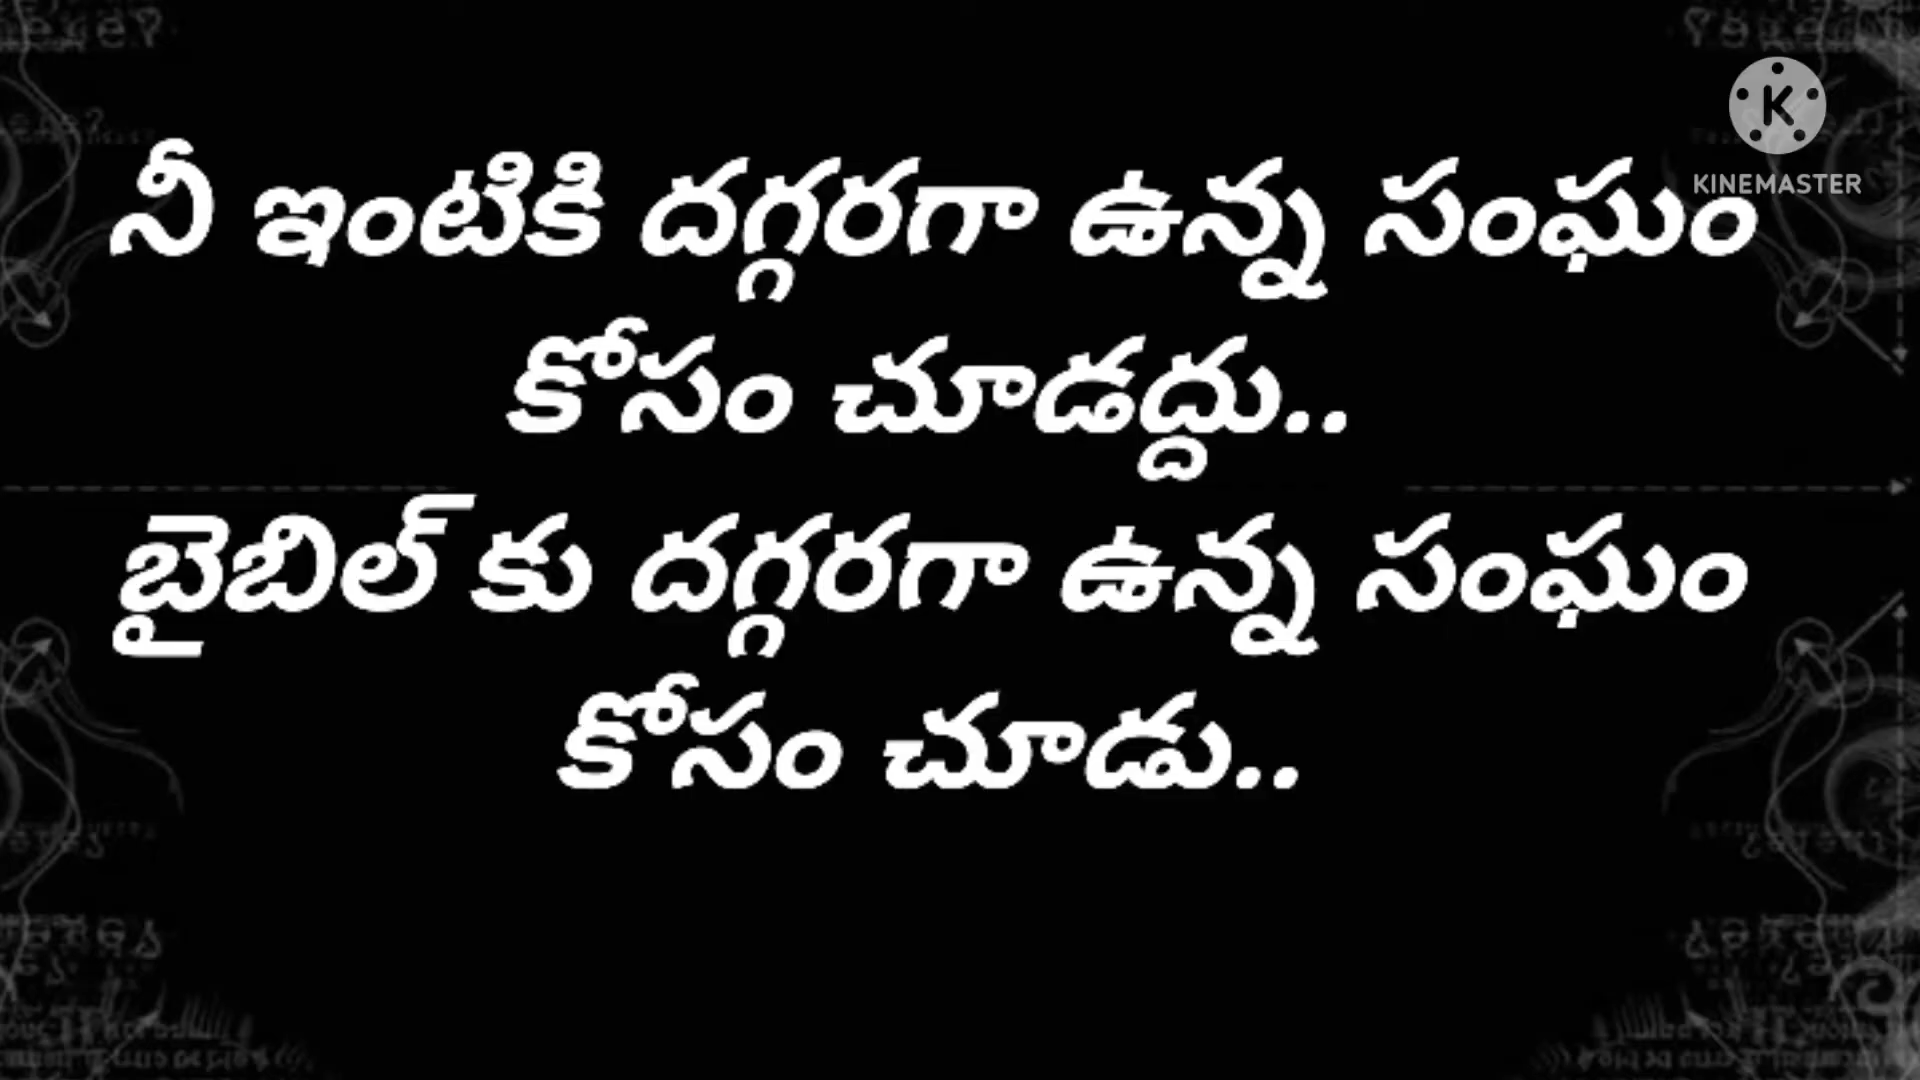 నీ ఇంటికి దగ్గరగా ఉన్న సంఘం
కోసం చూడద్దు..
బైబిల్ కు దగ్గరగా ఉన్న సంఘం
కోసం చూడు..
K
KINEMASTER